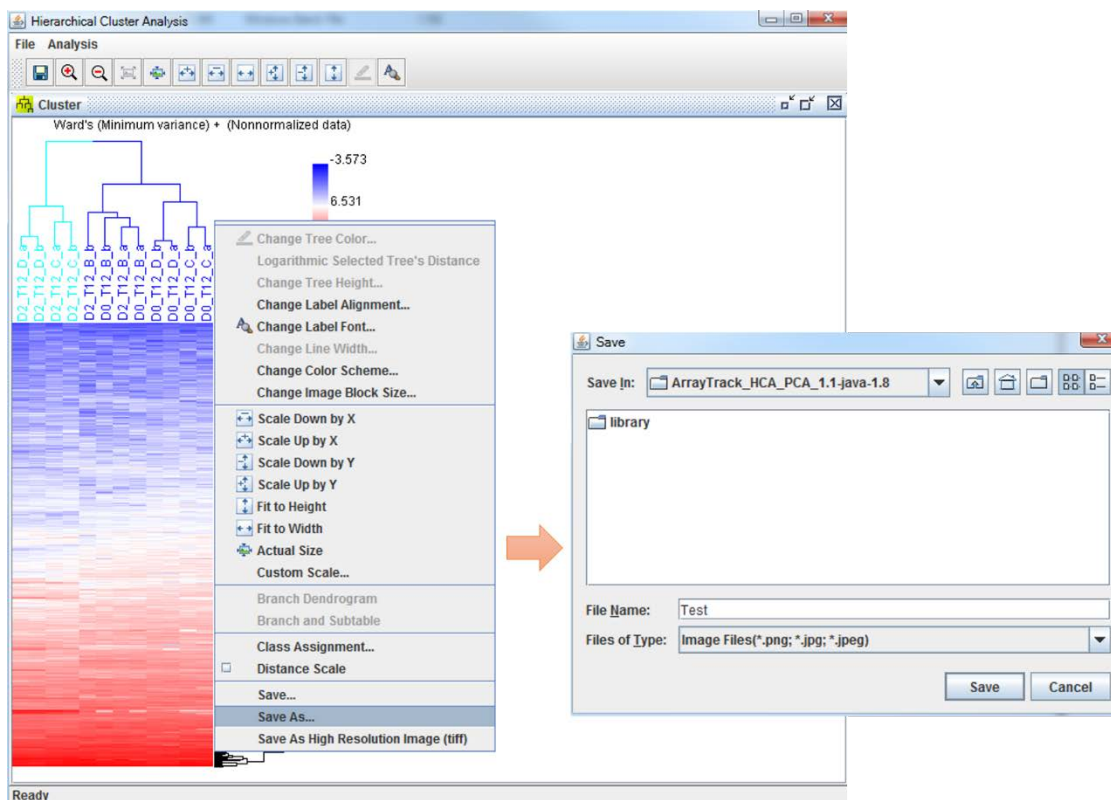 Hierarchical Cluster Analysis
File Analysis
Cluster
Ward's (Minimum variance) + (Nonnormalized data)
-3.573
6.531
D2_T12_D_a
D2_T12_D_b
D2_T12_C_b
D2_T12_C_a
D2_T12_B_b
D0_T12_B_b
D2_T12_B_a
D0_T12_B_a
D0_T12_D_b
D0_T12_D_a
D0_T12_C_b
D0_T12_C_a
Change Tree Color...
Logarithmic Selected Tree's Distance
Change Tree Height...
Change Label Alignment...
Change Label Font...
Change Line Width...
Change Color Scheme...
Change Image Block Size...
Scale Down by X
Scale Up by X
Scale Down by Y
Scale Up by Y
Fit to Height
Fit to Width
Actual Size
Custom Scale...
Branch Dendrogram
Branch and Subtable
Class Assignment...
Distance Scale
Save...
Save As...
Save As High Resolution Image (tiff)
Ready
Save
Save In: ArrayTrack_HCA_PCA_1.1-java-1.8
library
File Name: Test
Files of Type: Image Files(*.png; *.jpg; *.jpeg)
Save Cancel